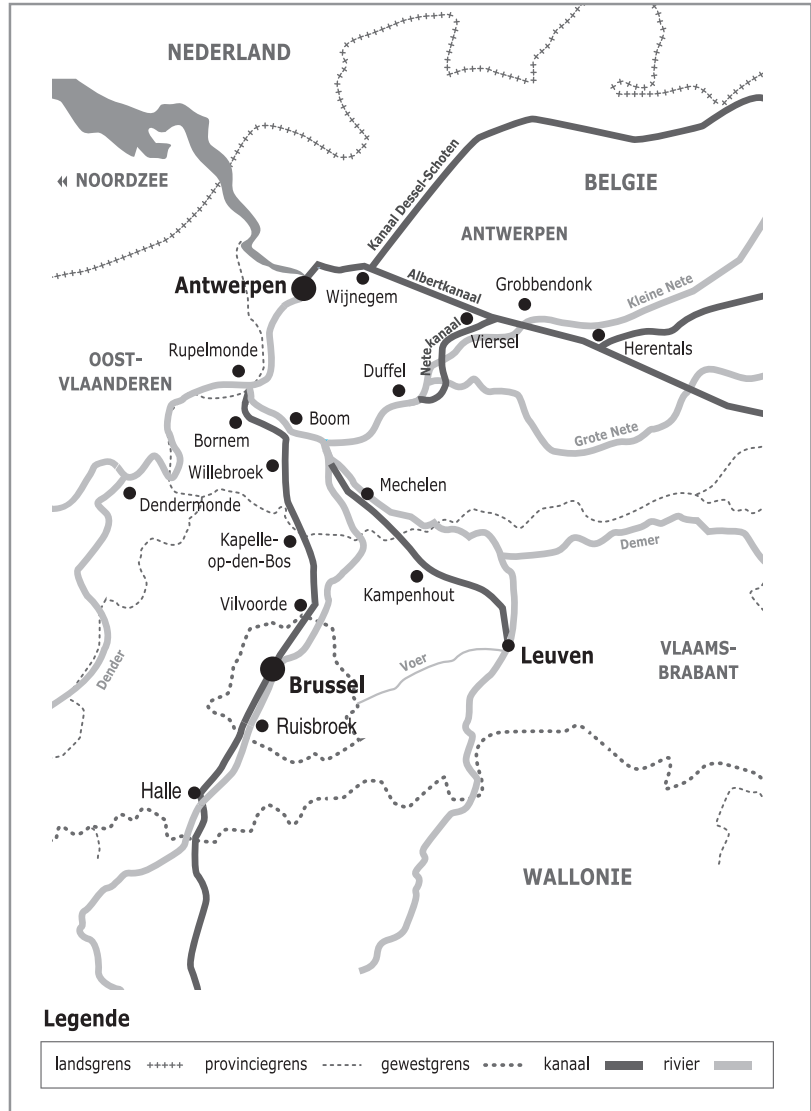 NEDERLAND
◂◂ NOORDZEE
BELGIE
Kanaal Dessel-Schoten
ANTWERPEN
Antwerpen
Wijnegem
Albertkanaal
Grobbendonk
Kleine Nete
Viersel
Herentals
Netekanaal
OOST-
VLAANDEREN
Rupelmonde
Duffel
Boom
Bornem
Grote Nete
Willebroek
Mechelen
Dendermonde
Kapelle-
op-den-Bos
Demer
Kampenhout
Vilvoorde
Dender
Voer
Leuven
VLAAMS-
BRABANT
Brussel
Ruisbroek
Halle
WALLONIE
Legende
landsgrens
provinciegrens
gewestgrens
kanaal
rivier